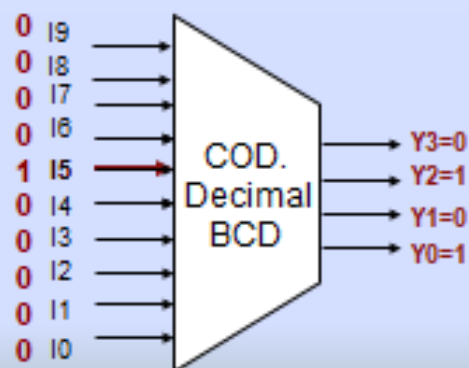 0 I9
0 I8
0 I7
0 I6
1 I5
0 I4
0 I3
0 I2
0 I1
0 I0
COD.
Decimal
BCD
Y3=0
Y2=1
Y1=0
Y0=1